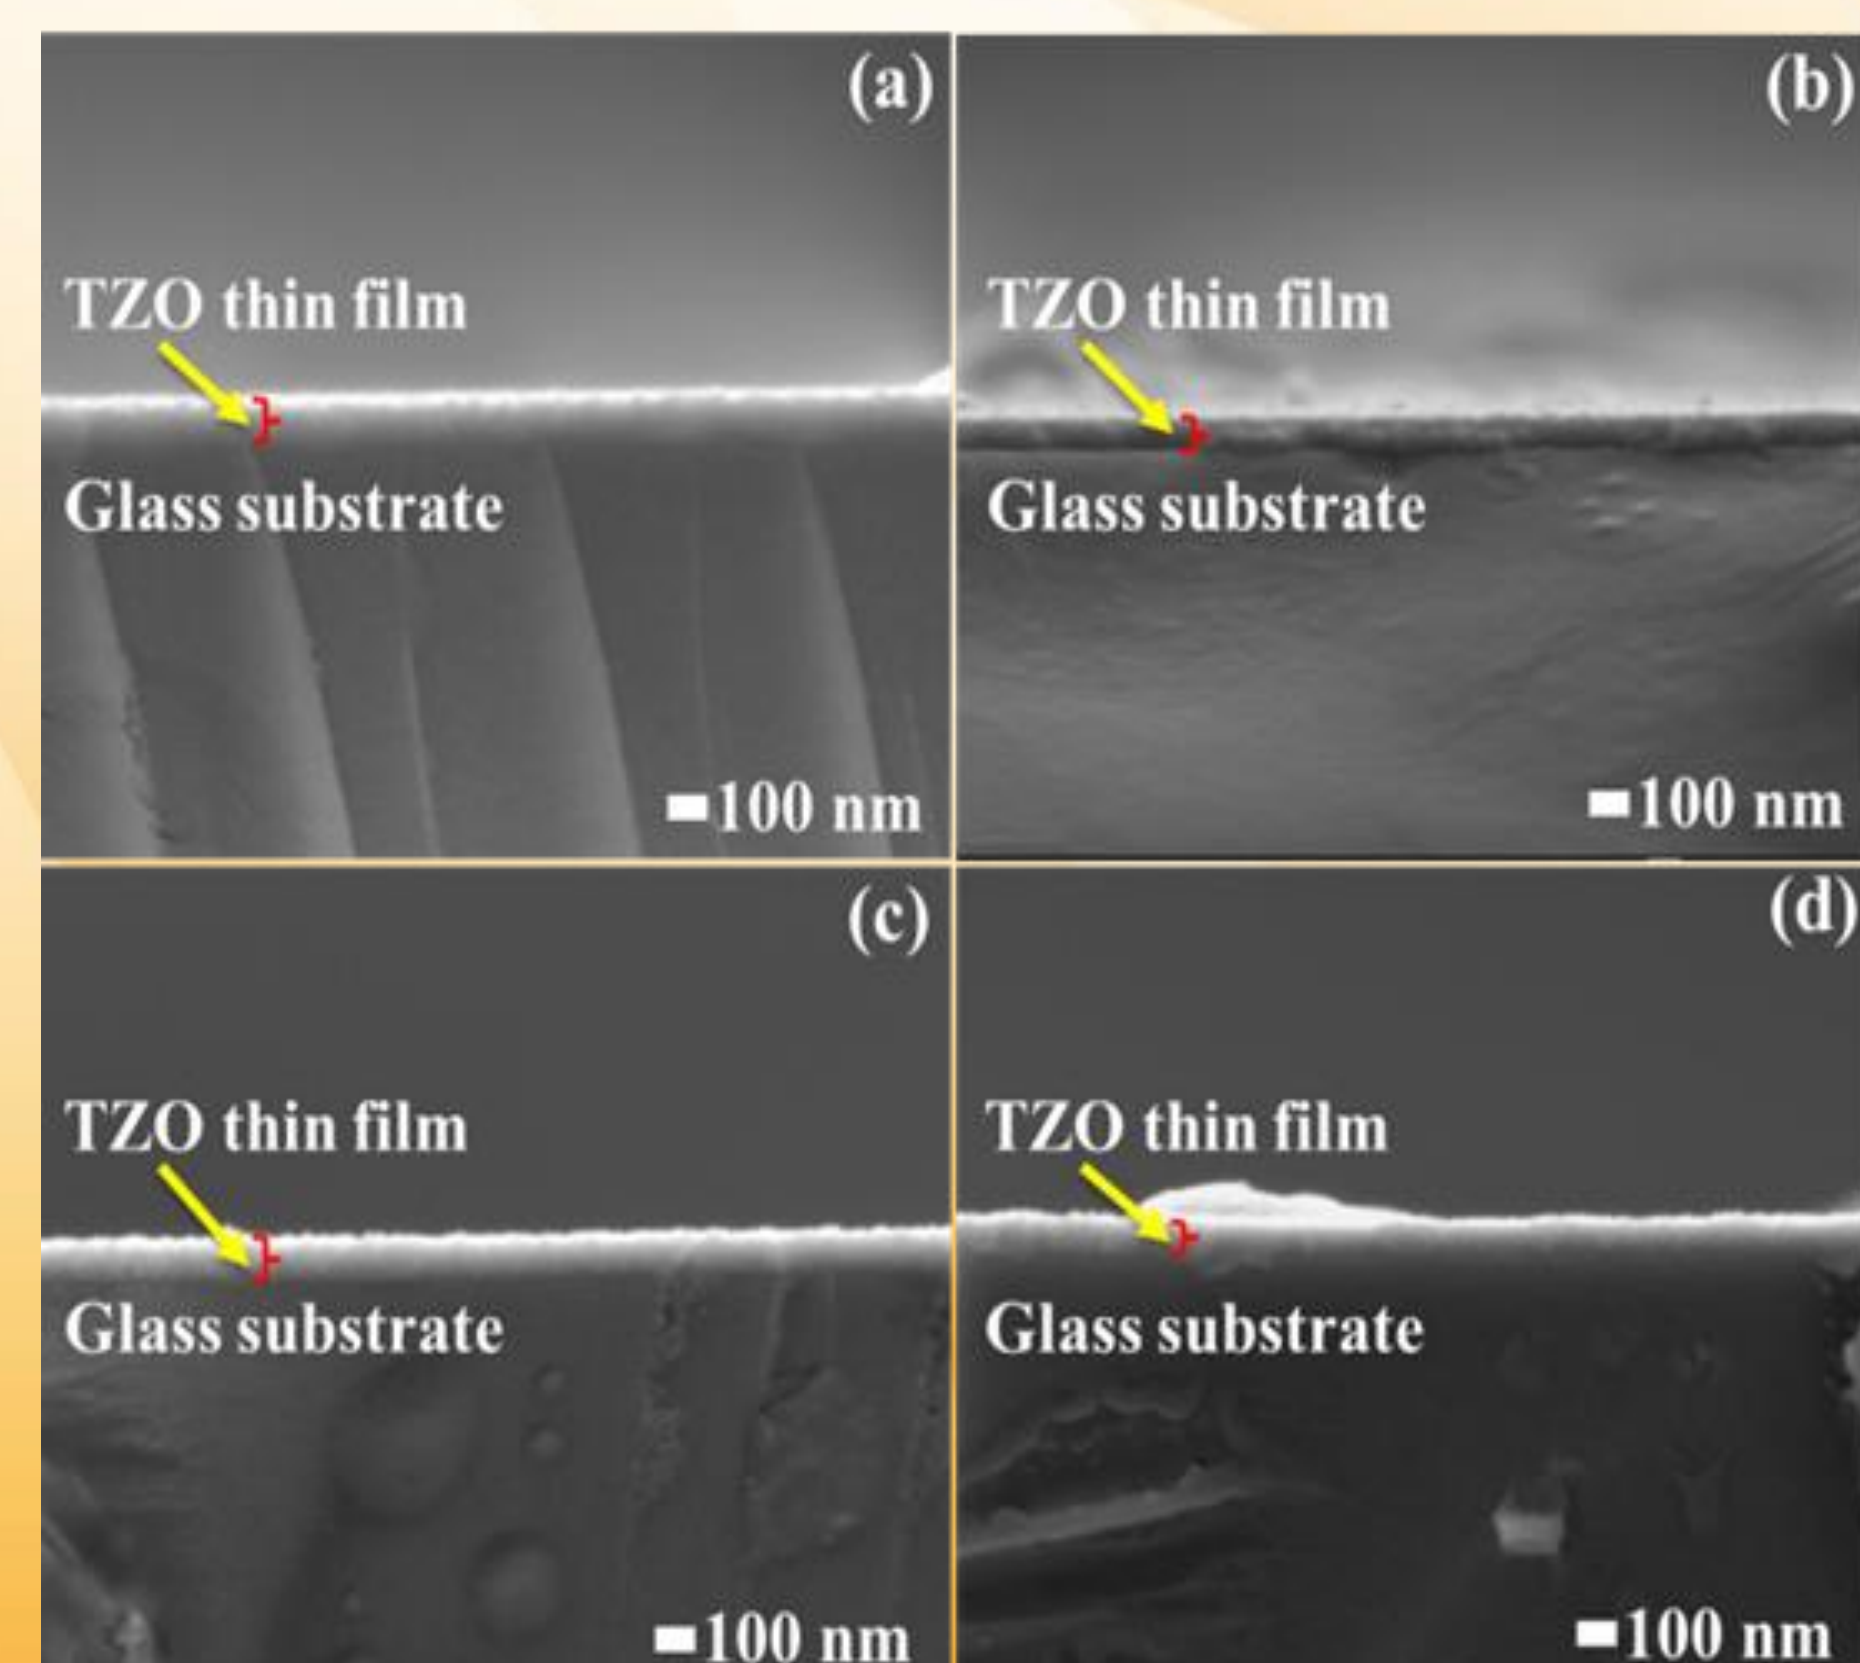 (a)
TZO thin film
Glass substrate
100 nm
(b)
TZO thin film
Glass substrate
100 nm
(c)
TZO thin film
Glass substrate
100 nm
(d)
TZO thin film
Glass substrate
100 nm